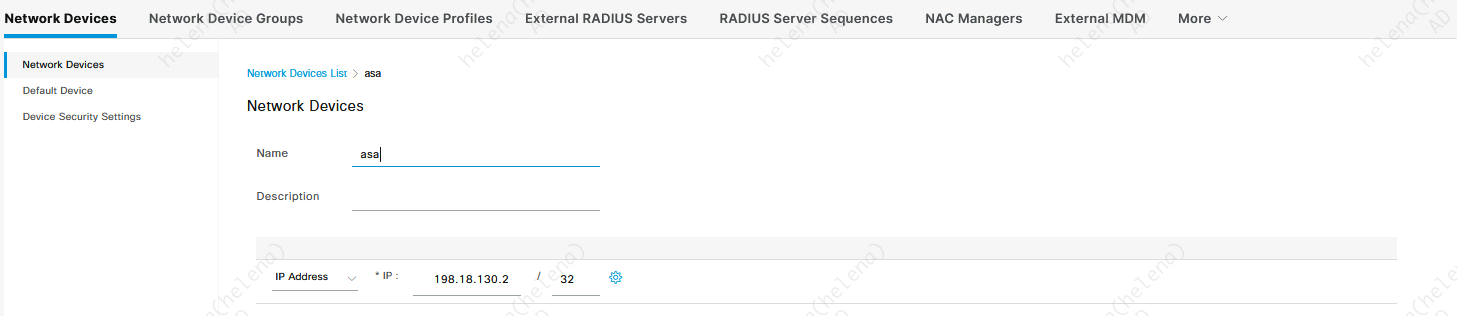 Network Devices Network Device Groups Network Device Profiles External RADIUS Servers RADIUS Server Sequences NAC Managers External MDM More
Network Devices
Default Device
Device Security Settings
Network Devices List > asa
Network Devices
Name asa
Description
IP Address * IP : 198.18.130.2 / 32